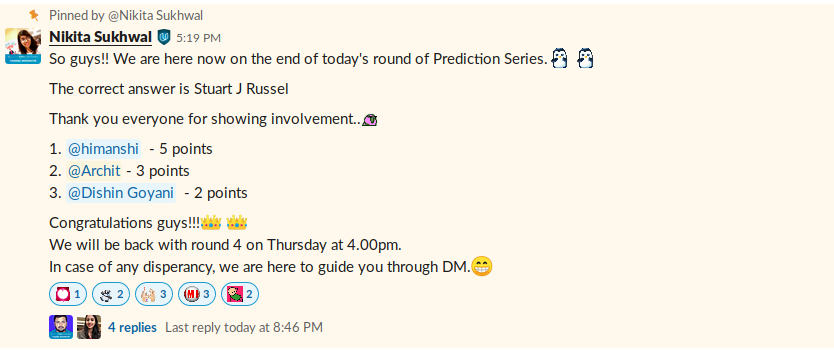 Pinned by @Nikita Sukhwal
Nikita Sukhwal 5:19 PM
So guys!! We are here now on the end of today's round of Prediction Series.
The correct answer is Stuart J Russel
Thank you everyone for showing involvement..
1. @himanshi - 5 points
2. @Archit - 3 points
3. @Dishin Goyani - 2 points
Congratulations guys!!!
We will be back with round 4 on Thursday at 4.00pm.
In case of any disperancy, we are here to guide you through DM.
1 2 3 M 3 2
4 replies Last reply today at 8:46 PM